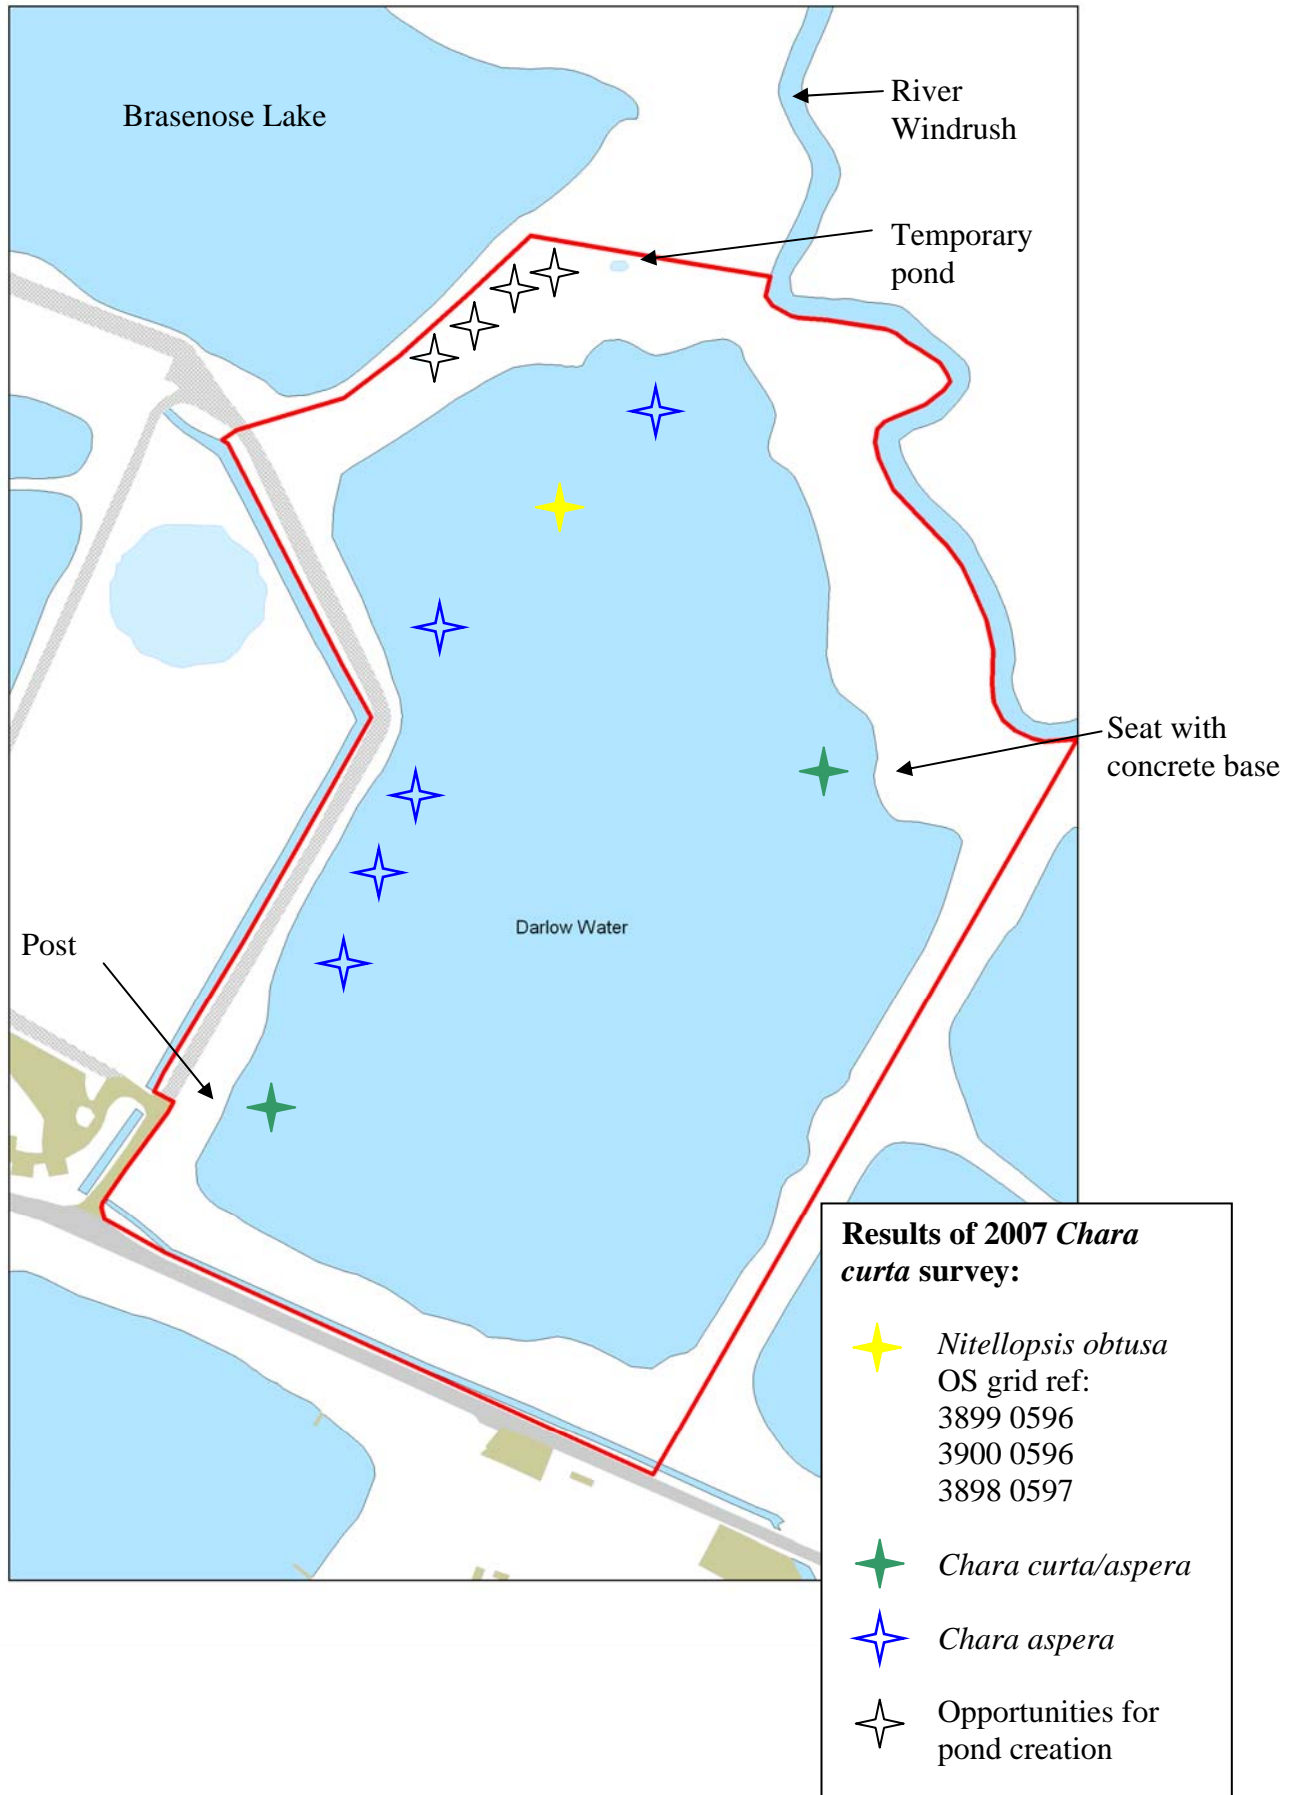 Brasenose Lake
River
Windrush
Temporary
pond
Seat with
concrete base
Darlow Water
Post
Results of 2007 Chara
curta survey:
Nitellopsis obtusa
OS grid ref:
3899 0596
3900 0596
3898 0597
Chara curta/aspera
Chara aspera
Opportunities for
pond creation